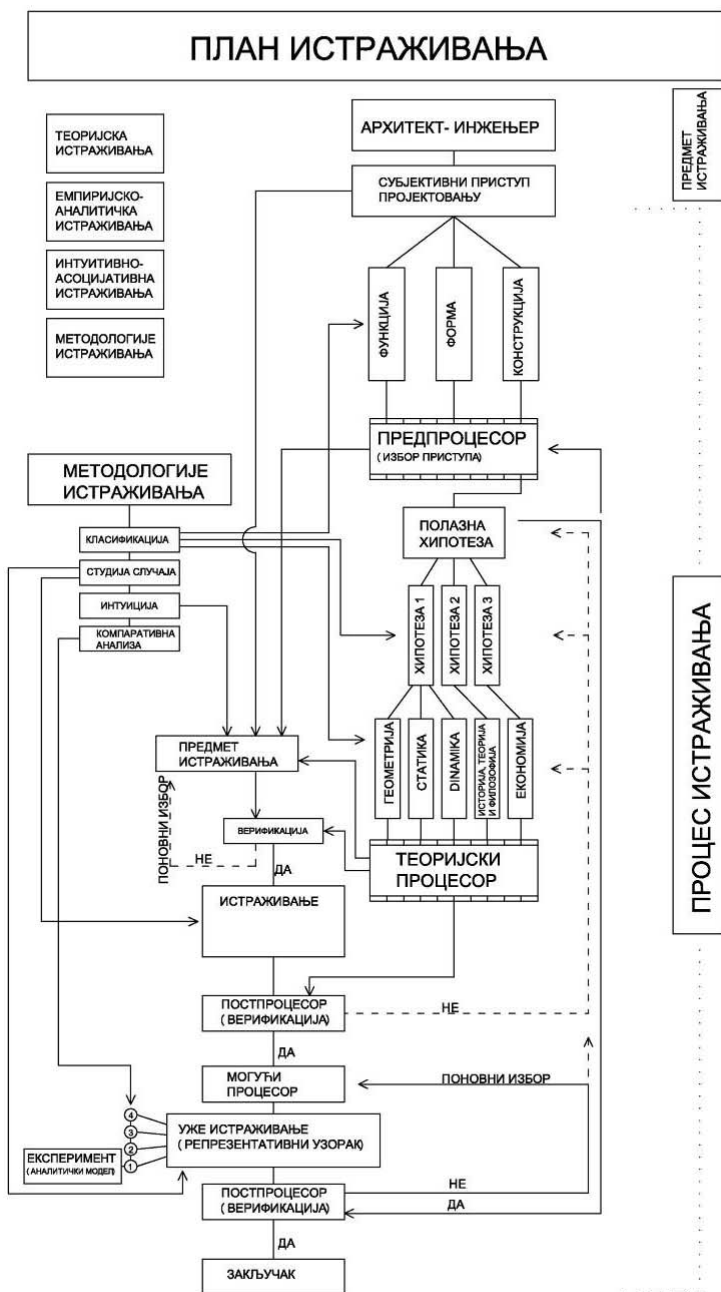 ПЛАН ИСТРАЖИВАЊА
ПРЕДМЕТ
ИСТРАЖИВАЊА
ТЕОРИЈСКА
ИСТРАЖИВАЊА
ЕМПИРИЈСКО-
АНАЛИТИЧКА
ИСТРАЖИВАЊА
ИНТУИТИВНО-
АСОЦИЈАТИВНА
ИСТРАЖИВАЊА
МЕТОДОЛОГИЈЕ
ИСТРАЖИВАЊА
АРХИТЕКТ- ИНЖЕЊЕР
СУБЈЕКТИВНИ ПРИСТУП
ПРОЈЕКТОВАЊУ
ФУНКЦИЈА
ФОРМА
КОНСТРУКЦИЈА
ПРЕДПРОЦЕСОР
( ИЗБОР ПРИСТУПА)
МЕТОДОЛОГИЈЕ
ИСТРАЖИВАЊА
КЛАСИФИКАЦИЈА
СТУДИЈА СЛУЧАЈА
ИНТУИЦИЈА
КОМПАРАТИВНА
АНАЛИЗА
ПОЛАЗНА
ХИПОТЕЗА
ХИПОТЕЗА 1
ХИПОТЕЗА 2
ХИПОТЕЗА 3
ПРОЦЕС ИСТРАЖИВАЊА
ГЕОМЕТРИЈА
СТАТИКА
DINAMIKA
ИСТОРИЈА, ТЕОРИЈА
И ФИЛОЗОФИЈА
ЕКОНОМИЈА
ПРЕДМЕТ
ИСТРАЖИВАЊА
ПОНОВНИ ИЗБОР
ВЕРИФИКАЦИЈА
НЕ
ДА
ТЕОРИЈСКИ
ПРОЦЕСОР
ИСТРАЖИВАЊЕ
ПОСТПРОЦЕСОР
( ВЕРИФИКАЦИЈА)
НЕ
ДА
МОГУЋИ
ПРОЦЕСОР
ПОНОВНИ ИЗБОР
4
3
2
1
УЖЕ ИСТРАЖИВАЊЕ
( РЕПРЕЗЕНТАТИВНИ УЗОРАК)
ЕКСПЕРИМЕНТ
( АНАЛИТИЧКИ МОДЕЛ)
ПОСТПРОЦЕСОР
(ВЕРИФИКАЦИЈА)
НЕ
ДА
ДА
ЗАКЉУЧАК